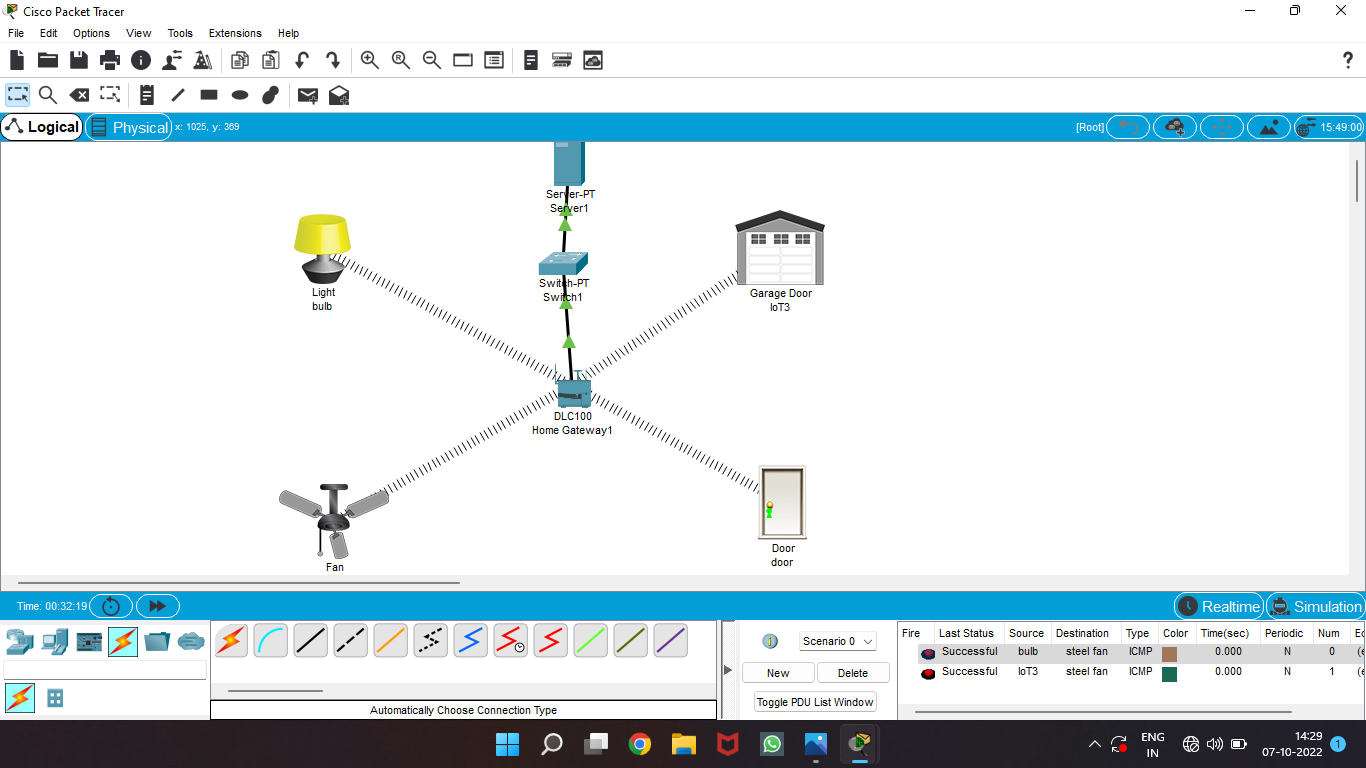 Cisco Packet Tracer
File Edit Options View Tools Extensions Help
Logical Physical x: 1025, y: 369 [Root] 15:49:00
Server-PT
Server1
Switch-PT
Switch1
Light
bulb
Garage Door
IoT3
DLC100
Home Gateway1
Fan
Door
door
Time: 00:32:19 Realtime Simulation
Scenario 0
New Delete
Toggle PDU List Window
Automatically Choose Connection Type
Fire Last Status Source Destination Type Color Time(sec) Periodic Num
Successful bulb steel fan ICMP 0.000 N 0 (e
Successful IoT3 steel fan ICMP 0.000 N 1 (e
ENG
IN
14:29
07-10-2022
1